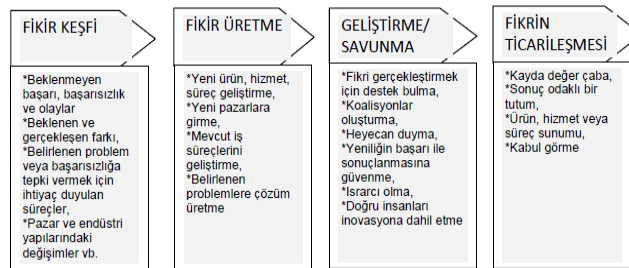 FİKİR KEŞFİ
*Beklenmeyen
başarı, başarısızlık
ve olaylar
*Beklenen ve
gerçekleşen farkı,
*Belirlenen problem
veya başarısızlığa
tepki vermek için
ihtiyaç duyulan
süreçler,
*Pazar ve endüstri
yapılarındaki
değişimler vb.
FİKİR ÜRETME
*Yeni ürün, hizmet,
süreç geliştirme,
*Yeni pazarlara
girme,
*Mevcut iş
süreçlerini
geliştirme,
*Belirlenen
problemlere çözüm
üretme
GELİŞTİRME/
SAVUNMA
*Fikri gerçekleştirmek
için destek bulma,
*Koalisyonlar
oluşturma,
*Heyecan duyma,
*Yeniliğin başarı ile
sonuçlanmasına
güvenme,
*Israrcı olma,
*Doğru insanları
inovasyona dahil etme
FİKRİN
TİCARİLEŞMESİ
*Kayda değer çaba,
*Sonuç odaklı bir
tutum,
*Ürün, hizmet veya
süreç sunumu,
*Kabul görme